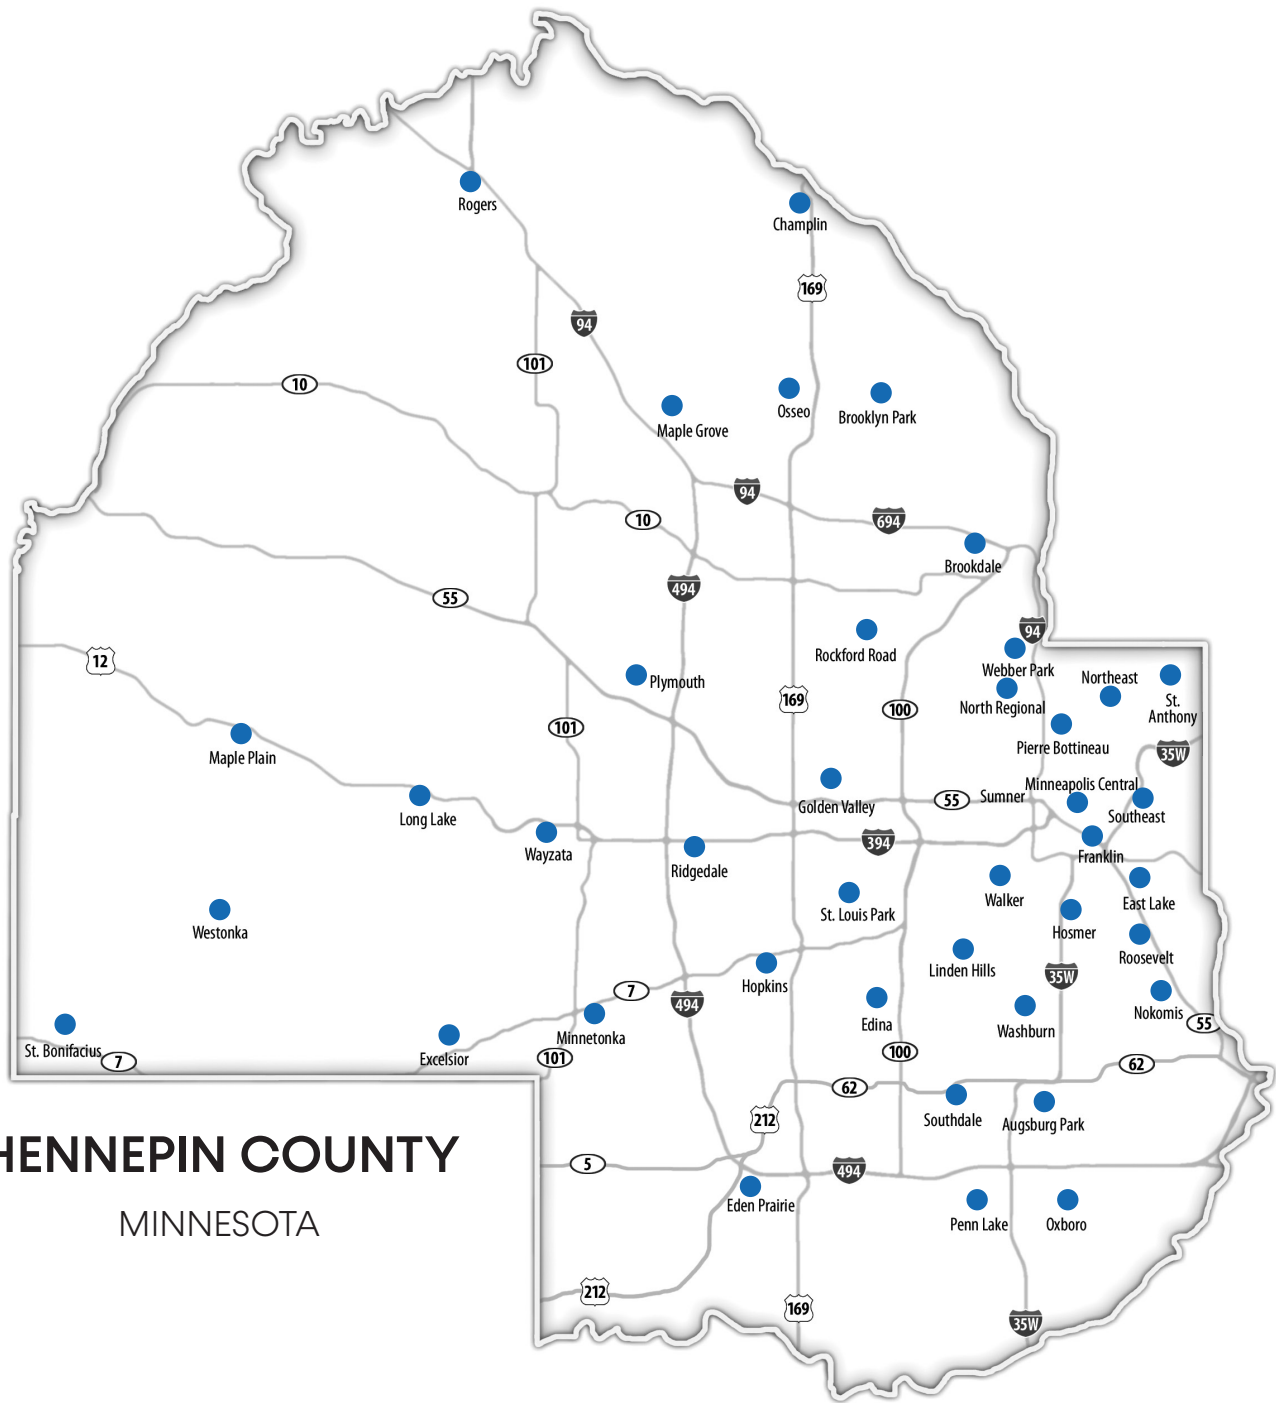 Rogers
Champlin
169
94
101
10
Osseo
Maple Grove
Brooklyn Park
94
10
694
Brookdale
494
55
94
12
Rockford Road
Webber Park
Northeast
Plymouth
169
North Regional
St.
Anthony
100
101
Pierre Bottineau
35W
Maple Plain
Minneapolis Central
Golden Valley
55
Sumner
Long Lake
Southeast
394
Wayzata
Franklin
Ridgedale
Walker
East Lake
St. Louis Park
Westonka
Hosmer
Roosevelt
Linden Hills
35W
Hopkins
7
494
Nokomis
Edina
Washburn
55
Minnetonka
St. Bonifacius
7
Excelsior
101
100
62
62
212
Southdale
Augsburg Park
HENNEPIN COUNTY
5
494
Eden Prairie
MINNESOTA
Penn Lake
Oxboro
212
169
35W